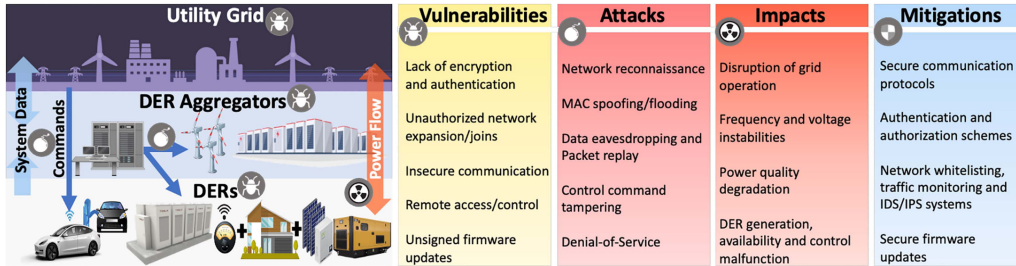 Utility Grid
DER Aggregators
System Data
Commands
Power Flow
DERs
Vulnerabilities
Lack of encryption
and authentication
Unauthorized network
expansion/joins
Insecure communication
Remote access/control
Unsigned firmware
updates
Attacks
Network reconnaissance
MAC spoofing/flooding
Data eavesdropping and
Packet replay
Control command
tampering
Denial-of-Service
Impacts
Disruption of grid
operation
Frequency and voltage
instabilities
Power quality
degradation
DER generation,
availability and control
malfunction
Mitigations
Secure communication
protocols
Authentication and
authorization schemes
Network whitelisting,
traffic monitoring and
IDS/IPS systems
Secure firmware
updates